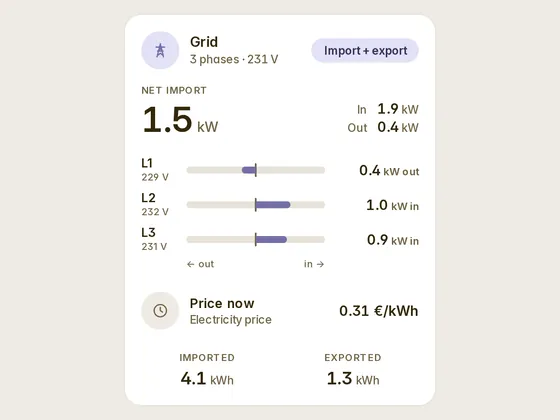 Grid
3 phases · 231 V
Import + export
NET IMPORT
1.5 kW
In 1.9 kW
Out 0.4 kW
L1
229 V
0.4 kW out
L2
232 V
1.0 kW in
L3
231 V
0.9 kW in
← out
in →
Price now
Electricity price
0.31 €/kWh
IMPORTED
4.1 kWh
EXPORTED
1.3 kWh